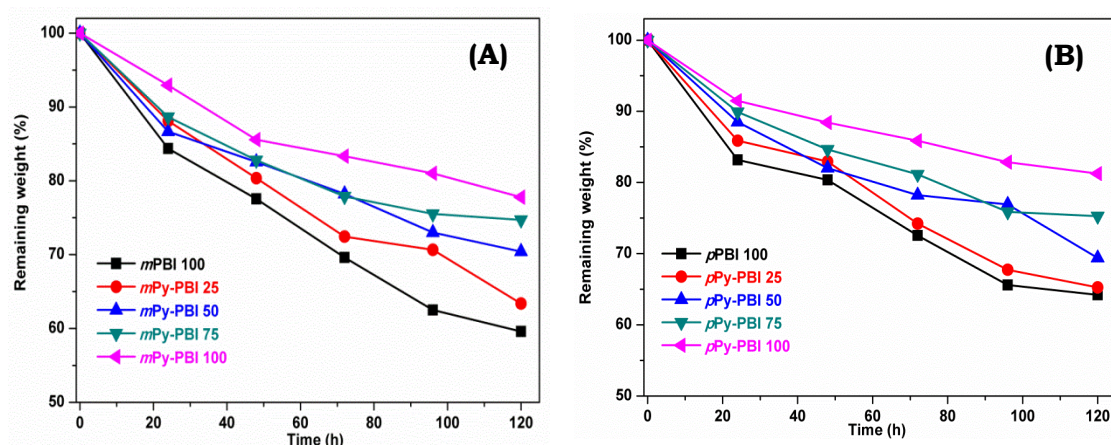 (A)
Remaining weight (%)
100
90
80
70
60
50
mPBI 100
mPy-PBI 25
mPy-PBI 50
mPy-PBI 75
mPy-PBI 100
0 20 40 60 80 100 120
Time (h)
(B)
Remaining weight (%)
100
90
80
70
60
50
pPBI 100
pPy-PBI 25
pPy-PBI 50
pPy-PBI 75
pPy-PBI 100
0 20 40 60 80 100 120
Time (h)